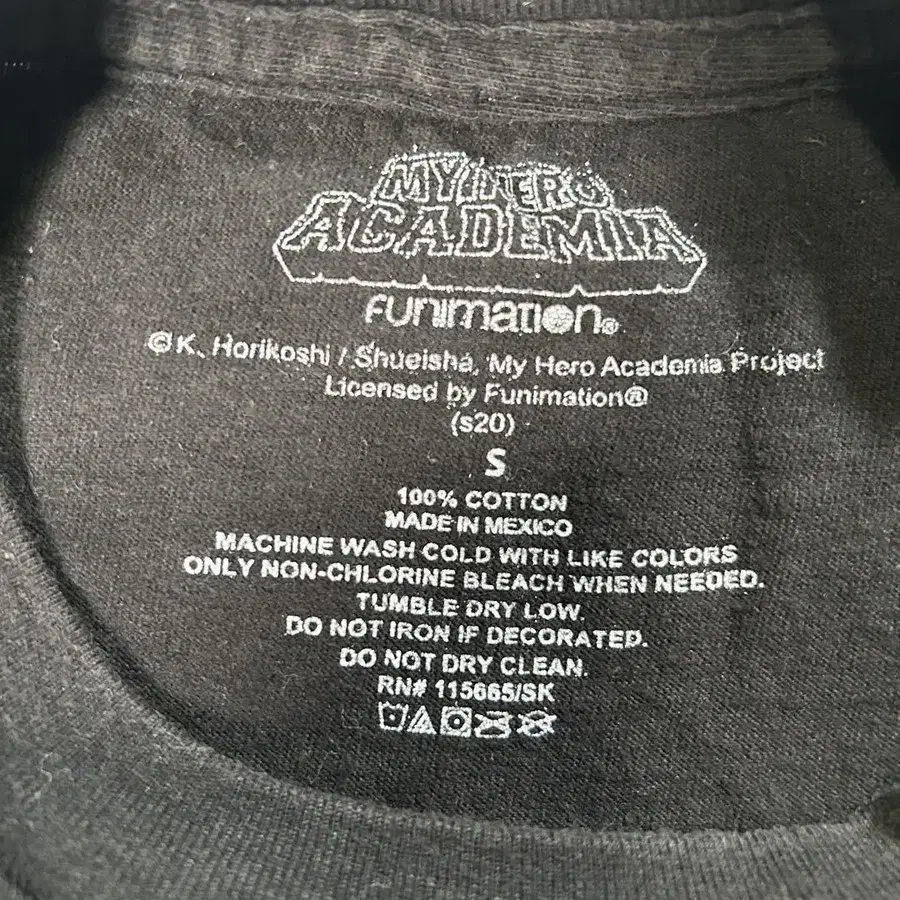 MY HERO
ACADEMIA
FUNIMATION®
©K. Horikoshi / Shueisha, My Hero Academia Project
Licensed by Funimation®
(s20)
S
100% COTTON
MADE IN MEXICO
MACHINE WASH COLD WITH LIKE COLORS
ONLY NON-CHLORINE BLEACH WHEN NEEDED.
TUMBLE DRY LOW.
DO NOT IRON IF DECORATED.
DO NOT DRY CLEAN.
RN# 115665/SK